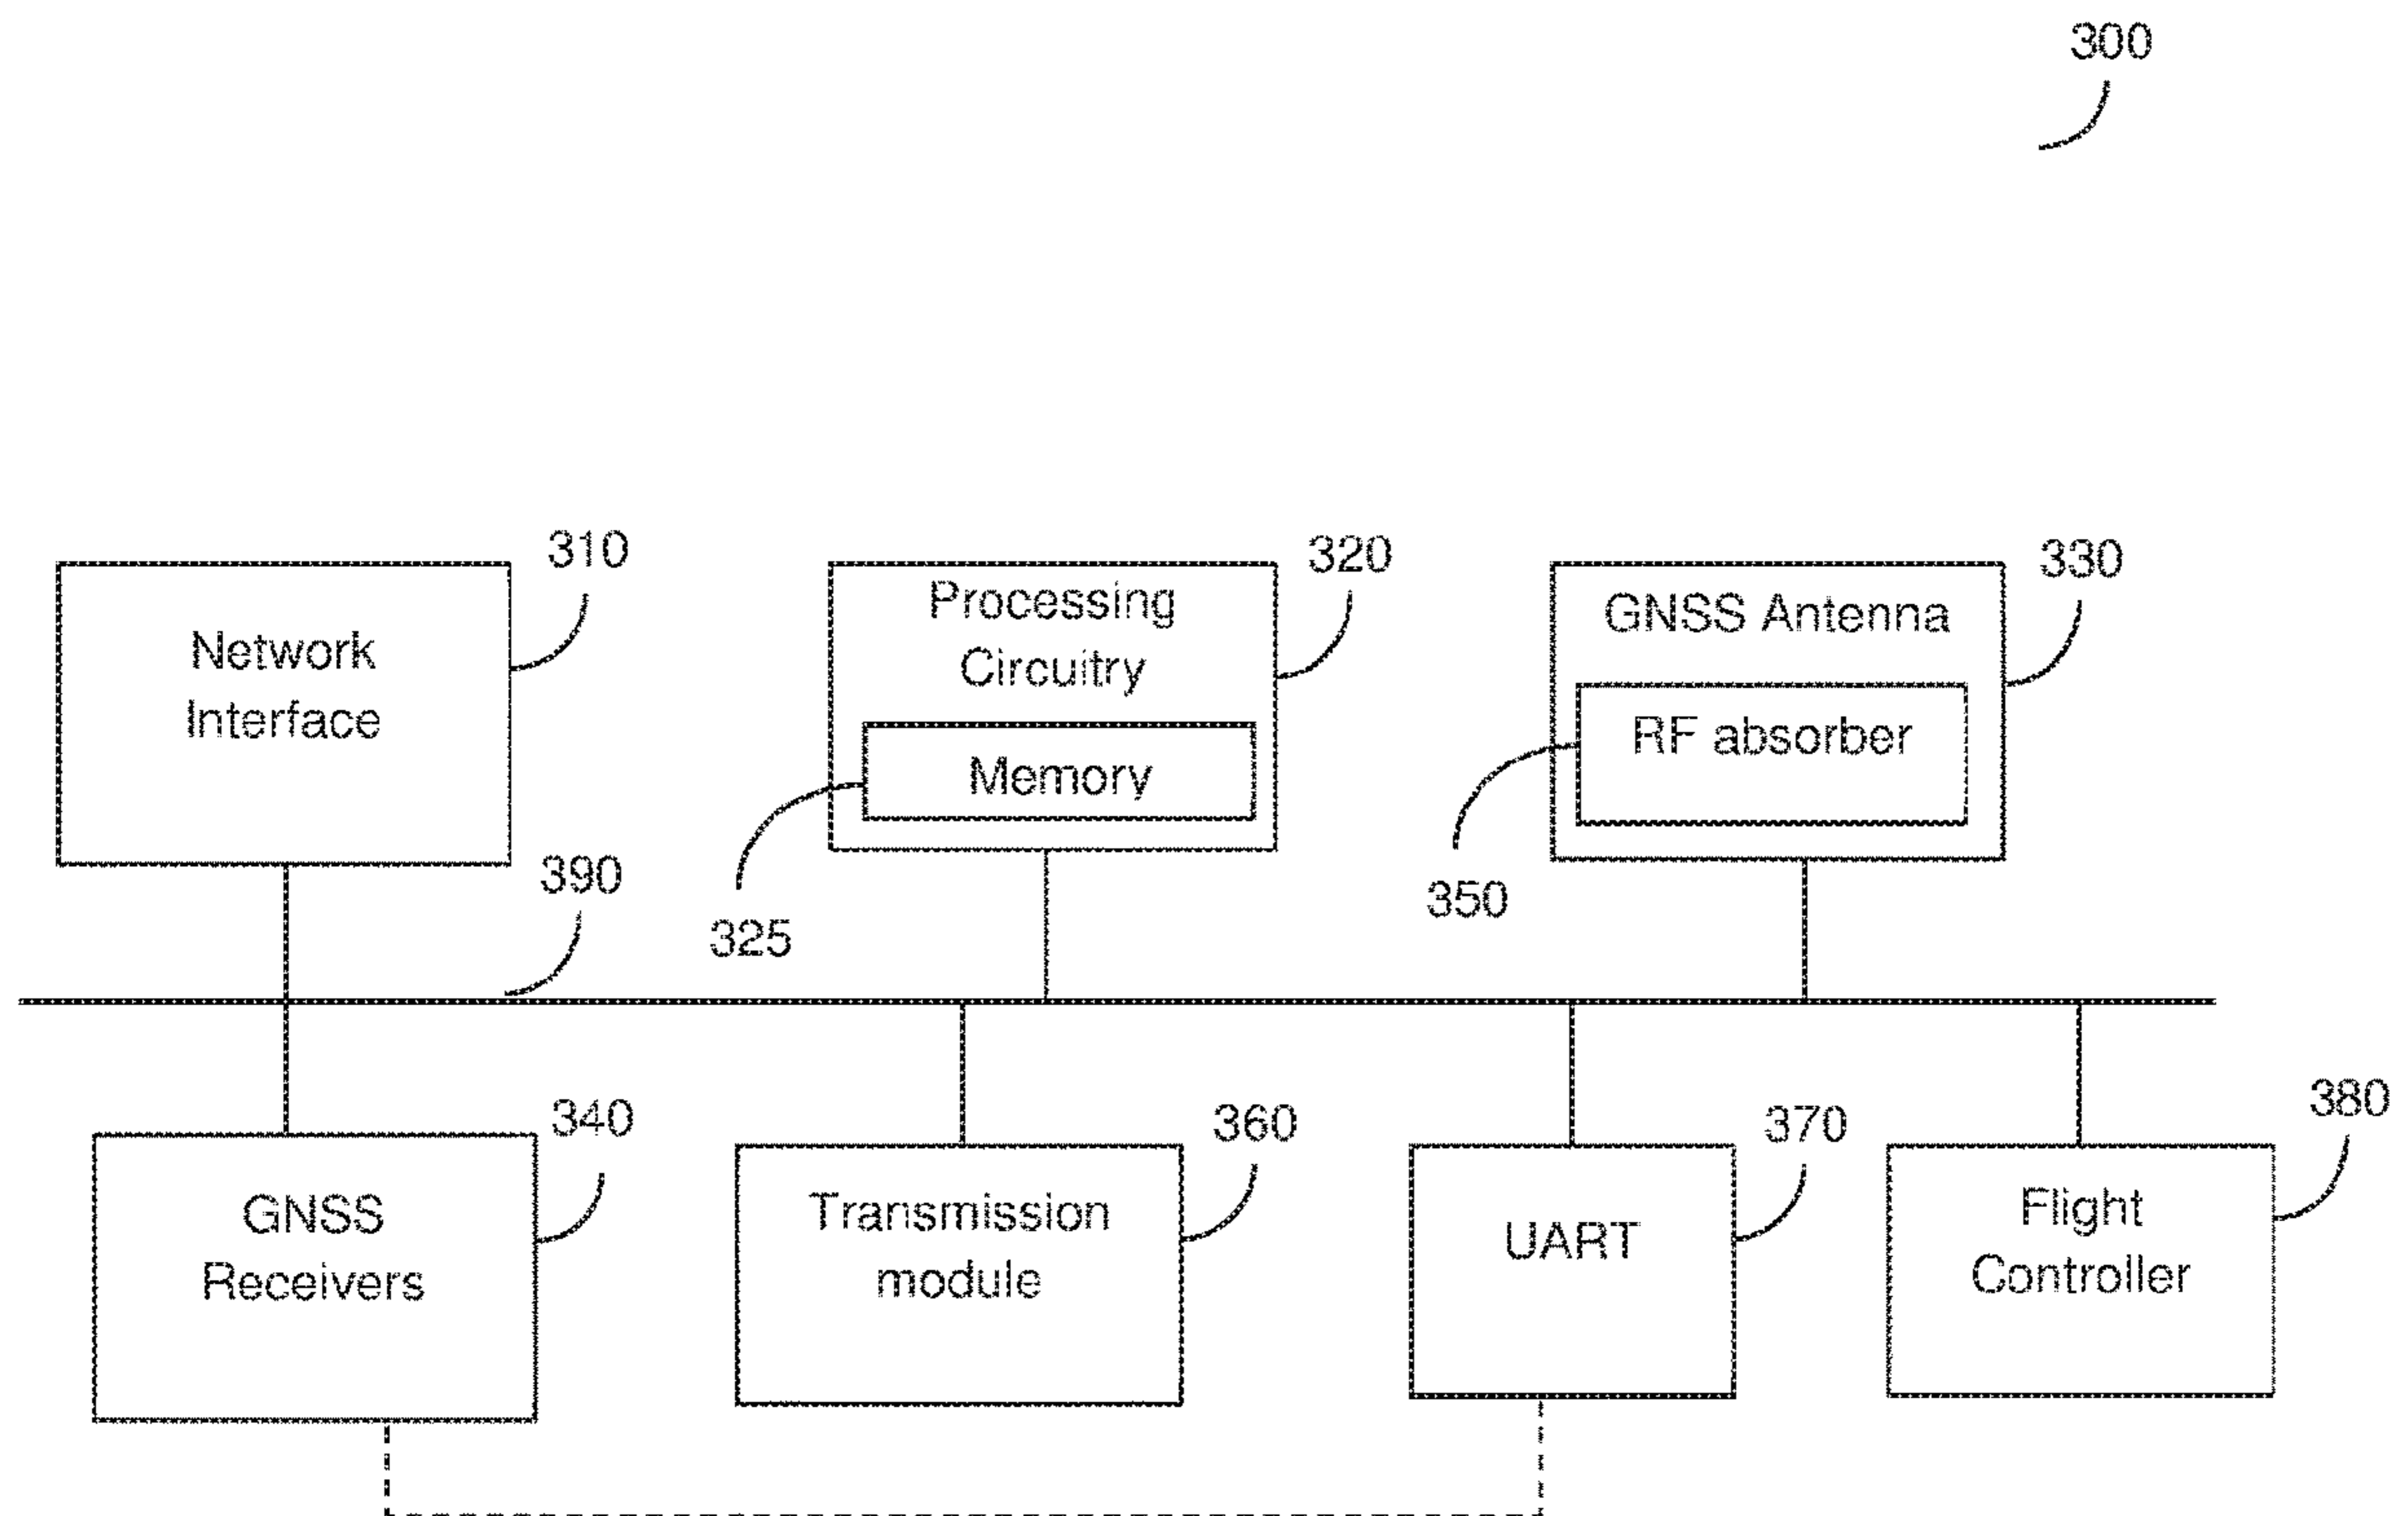 300
310
320
330
Network
Interface
Processing
Circuitry
Memory
GNSS Antenna
RF absorber
390
325
350
340
360
370
380
GNSS
Receivers
Transmission
module
UART
Flight
Controller